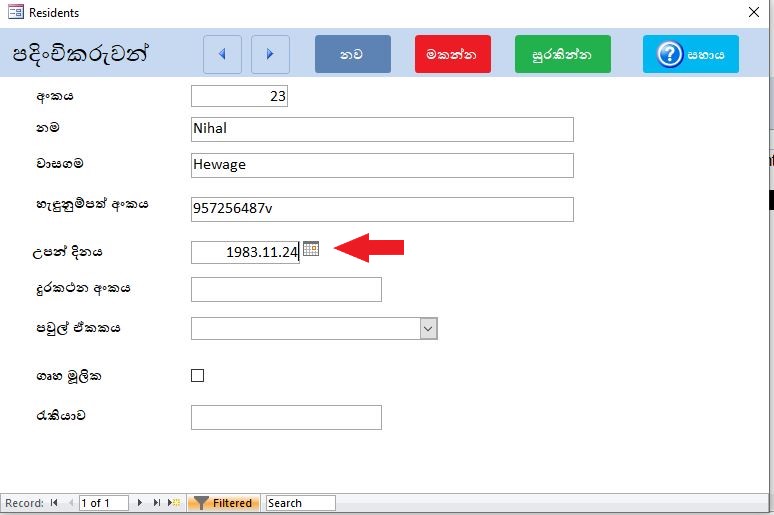 Residents
පදිංචිකරුවන්
නව
මකන්න
සුරකින්න
සහාය
අංකය 23
නම Nihal
වාසගම Hewage
හැඳුනුම්පත් අංකය 957256487v
උපන් දිනය 1983.11.24
දුරකථන අංකය
පවුල් ඒකකය
ගෘහ මූලික
රැකියාව
Record: 1 of 1 Filtered Search